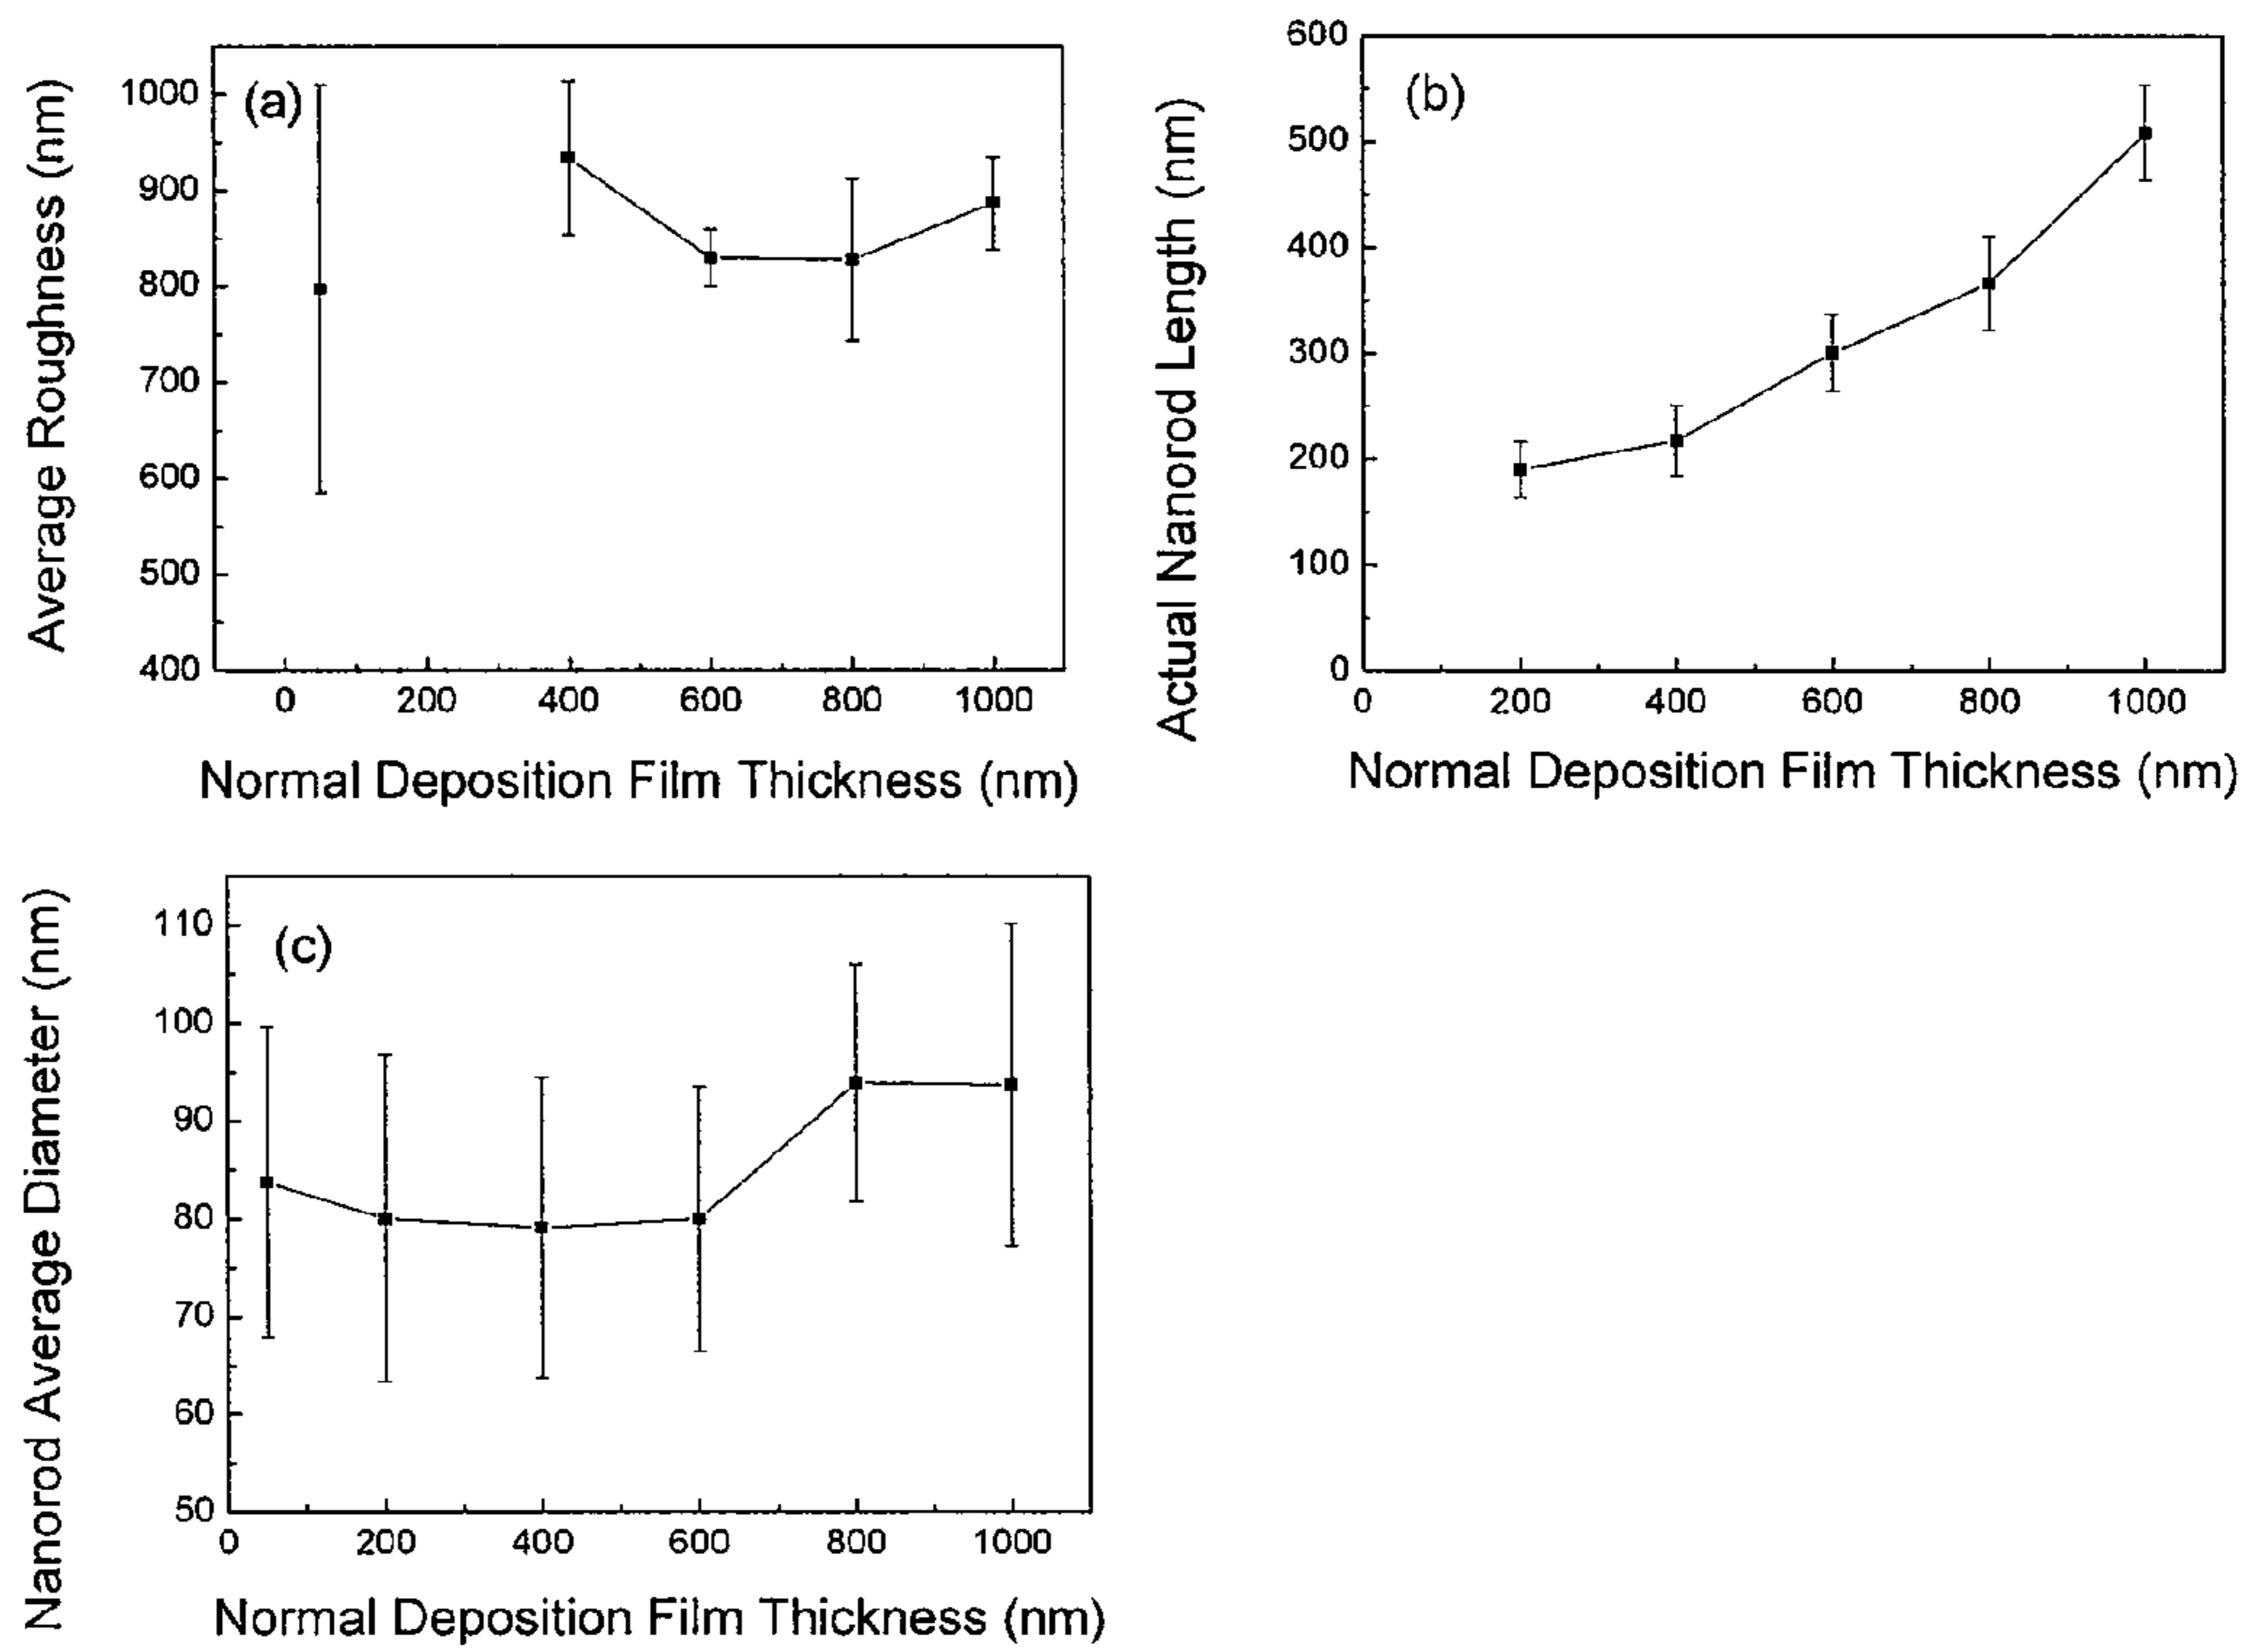 (a)
Average Roughness (nm)
1000
900
800
700
600
500
400
0 200 400 600 800 1000
Normal Deposition Film Thickness (nm)
(b)
Actual Nanorod Length (nm)
600
500
400
300
200
100
0
0 200 400 600 800 1000
Normal Deposition Film Thickness (nm)
(c)
Nanorod Average Diameter (nm)
110
100
90
80
70
60
50
0 200 400 600 800 1000
Normal Deposition Film Thickness (nm)